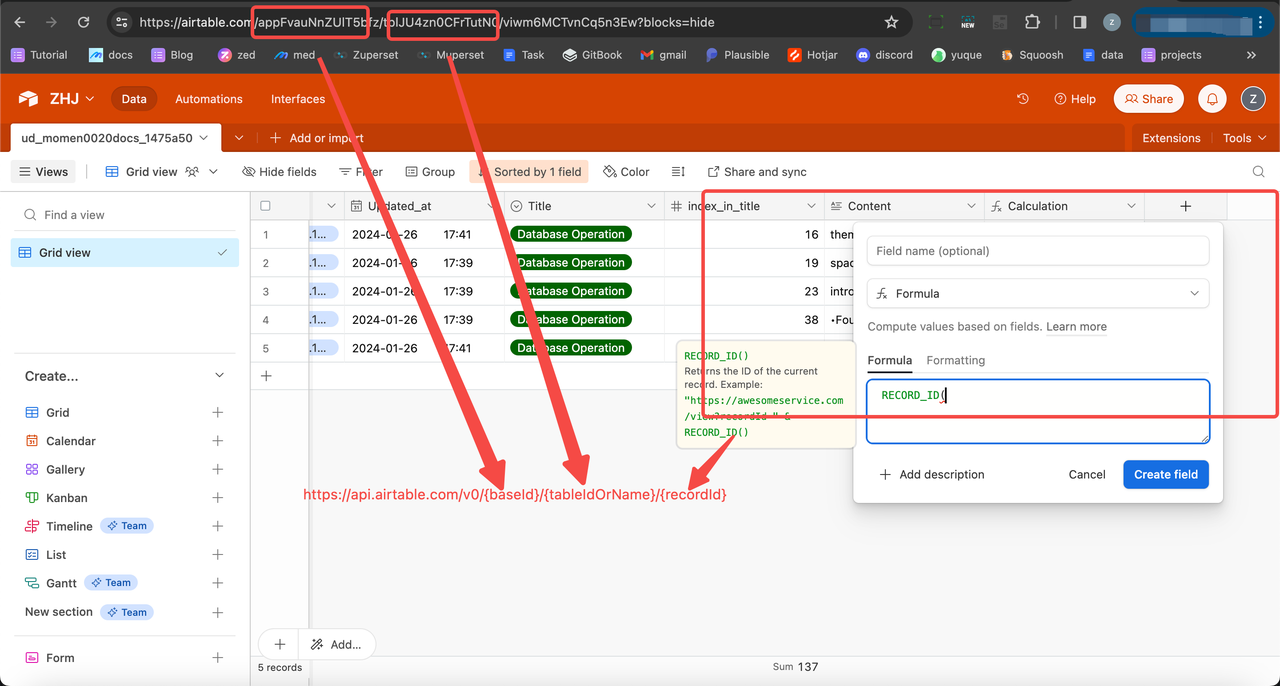 https://airtable.com/appFvauNnZUIT5bfz/tblJU4zn0CFrTutN0/viwm6MCTvnCq5n3Ew?blocks=hide
Tutorial docs Blog zed med Zuperset Muperset Task GitBook gmail Plausible Hotjar discord yuque Squoosh data projects
ZHJ Data Automations Interfaces Help Share Z
ud_momen0020docs_1475a50 Add or import Extensions Tools
Views Grid view Hide fields Filter Group Sorted by 1 field Color Share and sync
Find a view
Grid view
Updated_at Title index_in_title Content Calculation
1 .1... 2024-01-26 17:41 Database Operation 16 them
2 .1... 2024-01-26 17:39 Database Operation 19 spac
3 .1... 2024-01-26 17:39 Database Operation 23 intro
4 .1... 2024-01-26 17:39 Database Operation 38 •Fou
5 .1... 2024-01-26 17:41 Database Operation
Field name (optional)
Formula
Compute values based on fields. Learn more
Formula Formatting
RECORD_ID(
Add description Cancel Create field
RECORD_ID()
Returns the ID of the current
record. Example:
"https://awesomeservice.com
/view?recordId=" &
RECORD_ID()
https://api.airtable.com/v0/{baseId}/{tableIdOrName}/{recordId}
Create...
Grid
Calendar
Gallery
Kanban
Timeline Team
List
Gantt Team
New section Team
Form
Add...
5 records Sum 137